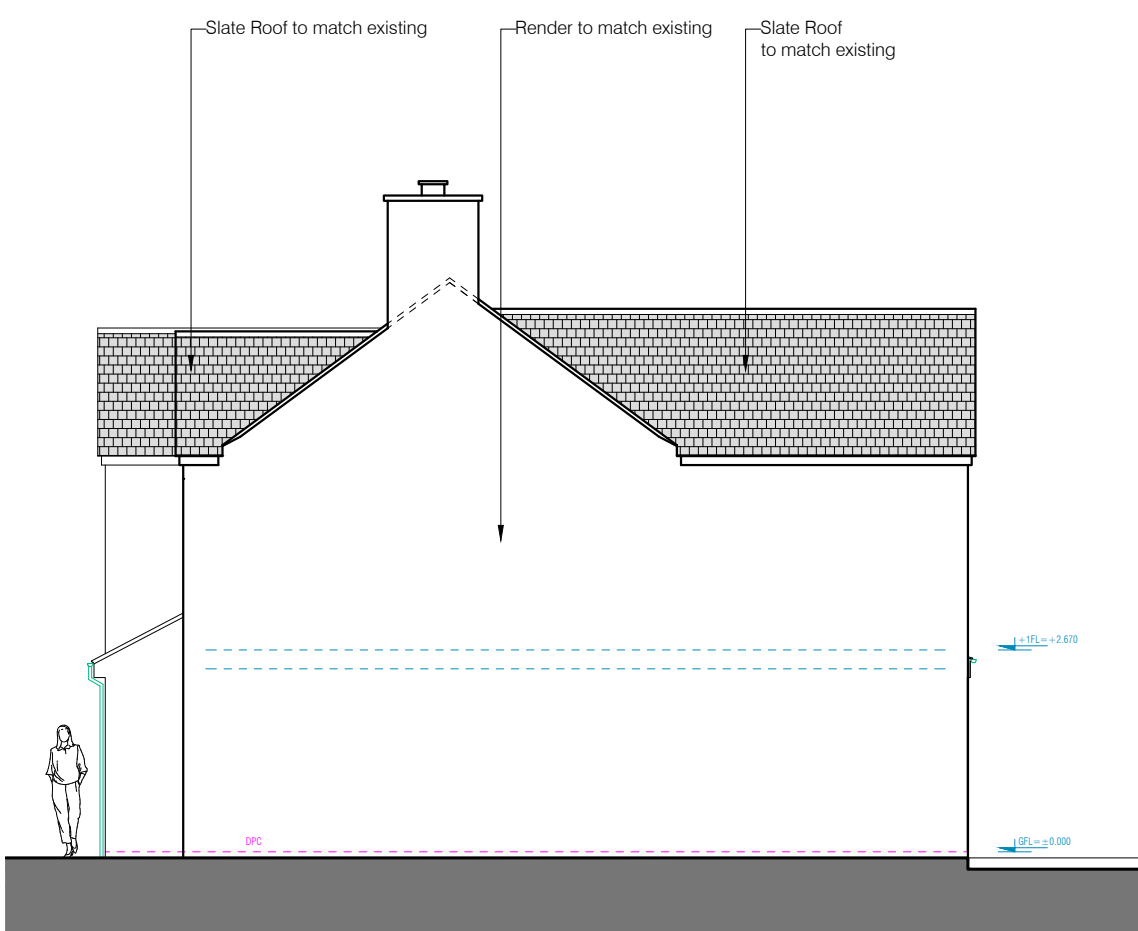 Slate Roof to match existing
Render to match existing
Slate Roof
to match existing
+1FL=+2.670
DPC
GFL=±0.000